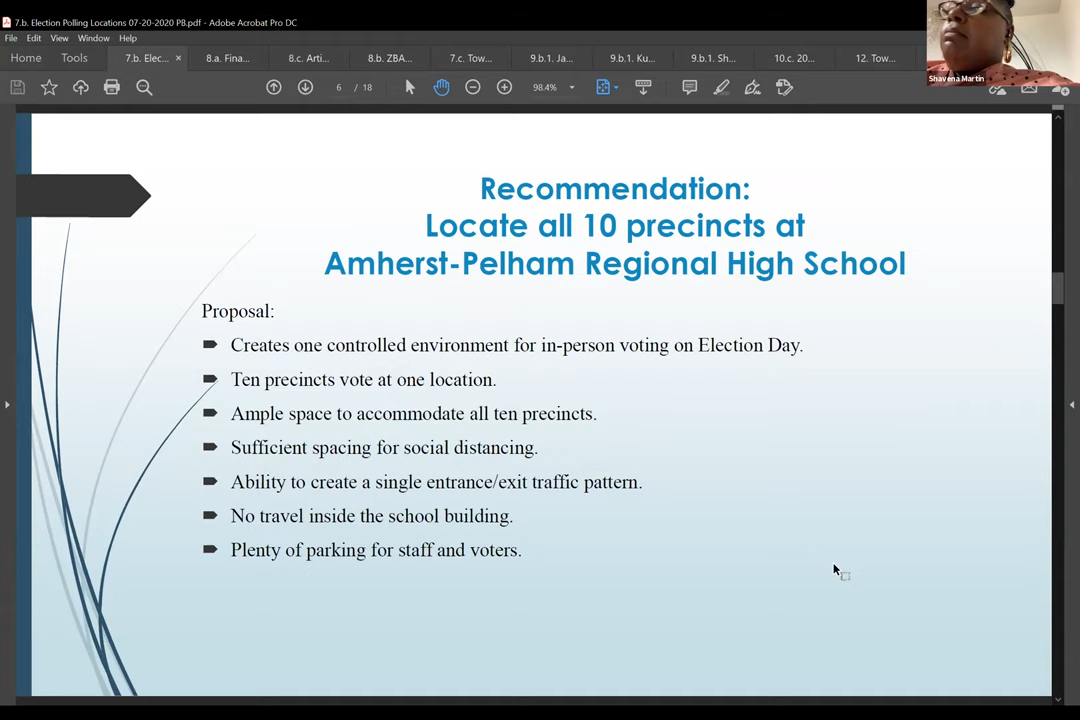 7.b. Election Polling Locations 07-20-2020 PB.pdf - Adobe Acrobat Pro DC
File Edit View Window Help
Home Tools 7.b. Elec... × 8.a. Fina... 8.c. Arti... 8.b. ZBA... 7.c. Tow... 9.b.1. Ja... 9.b.1. Ku... 9.b.1. Sh... 10.c. 20... 12. Tow...
Shavena Martin
6 / 18 98.4%
Recommendation:
Locate all 10 precincts at
Amherst-Pelham Regional High School
Proposal:
Creates one controlled environment for in-person voting on Election Day.
Ten precincts vote at one location.
Ample space to accommodate all ten precincts.
Sufficient spacing for social distancing.
Ability to create a single entrance/exit traffic pattern.
No travel inside the school building.
Plenty of parking for staff and voters.